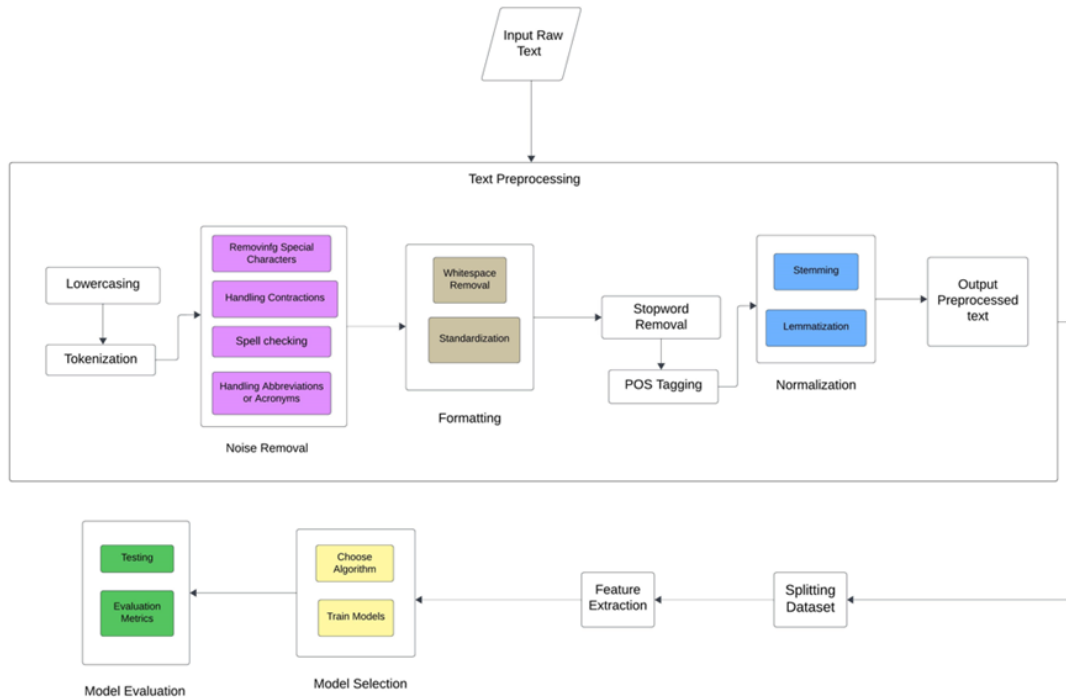 Input Raw
Text
Text Preprocessing
Lowercasing
Tokenization
Removinfg Special
Characters
Handling Contractions
Spell checking
Handling Abbreviations
or Acronyms
Noise Removal
Whitespace
Removal
Standardization
Formatting
Stopword
Removal
POS Tagging
Stemming
Lemmatization
Normalization
Output
Preprocessed
text
Splitting
Dataset
Feature
Extraction
Choose
Algorithm
Train Models
Model Selection
Testing
Evaluation
Metrics
Model Evaluation